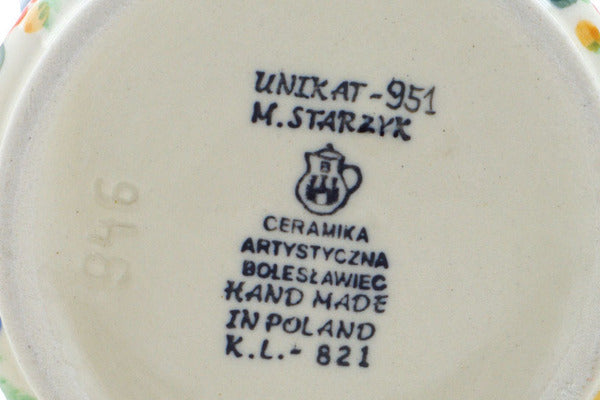 UNIKAT-951
M.STARZYK
B
CERAMIKA
ARTYSTYCZNA
BOLESŁAWIEC
HAND MADE
IN POLAND
K.L.- 821
946